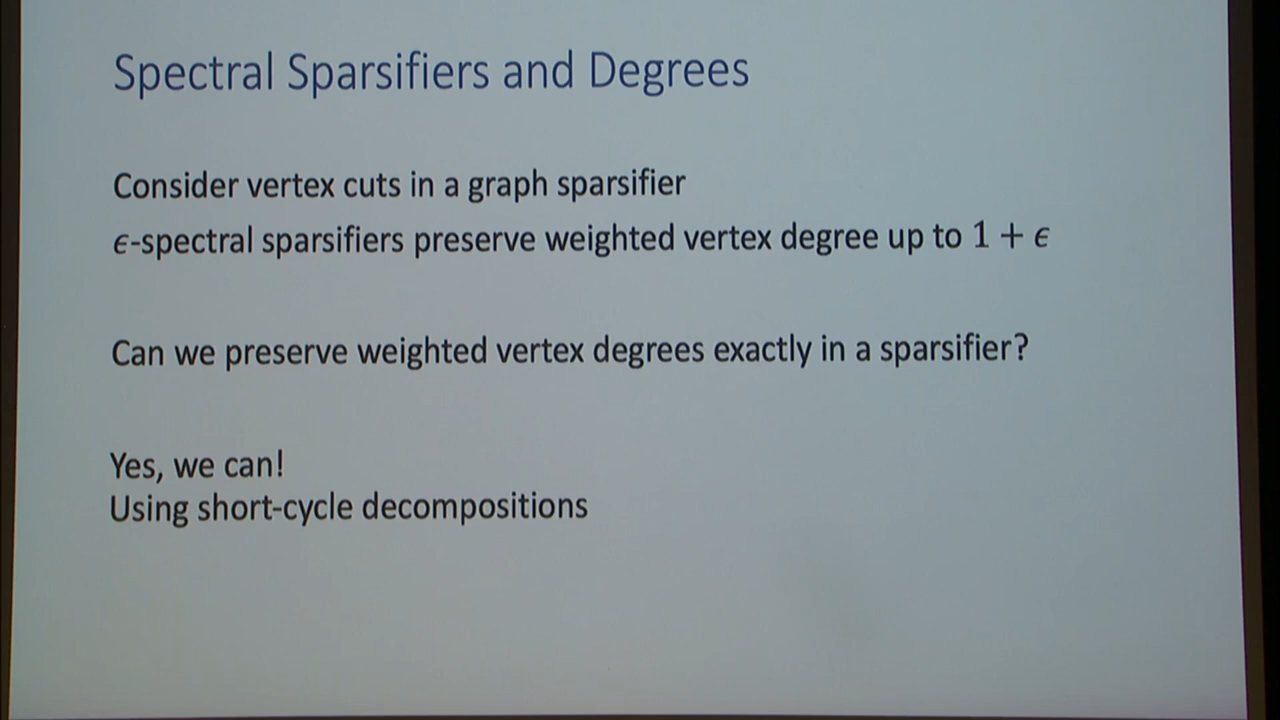 Spectral Sparsifiers and Degrees
Consider vertex cuts in a graph sparsifier
ϵ-spectral sparsifiers preserve weighted vertex degree up to 1 + ϵ
Can we preserve weighted vertex degrees exactly in a sparsifier?
Yes, we can!
Using short-cycle decompositions